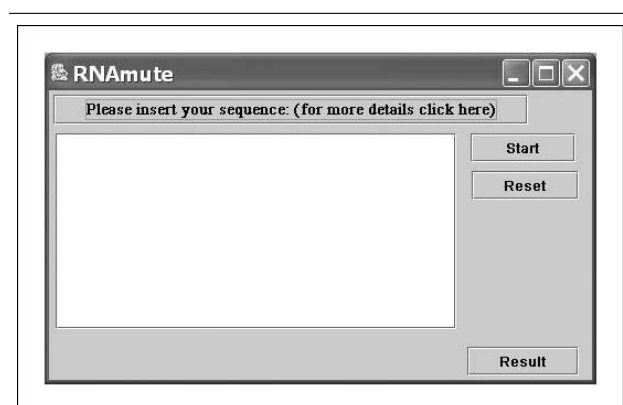 RNAmute
Please insert your sequence: (for more details click here)
Start
Reset
Result